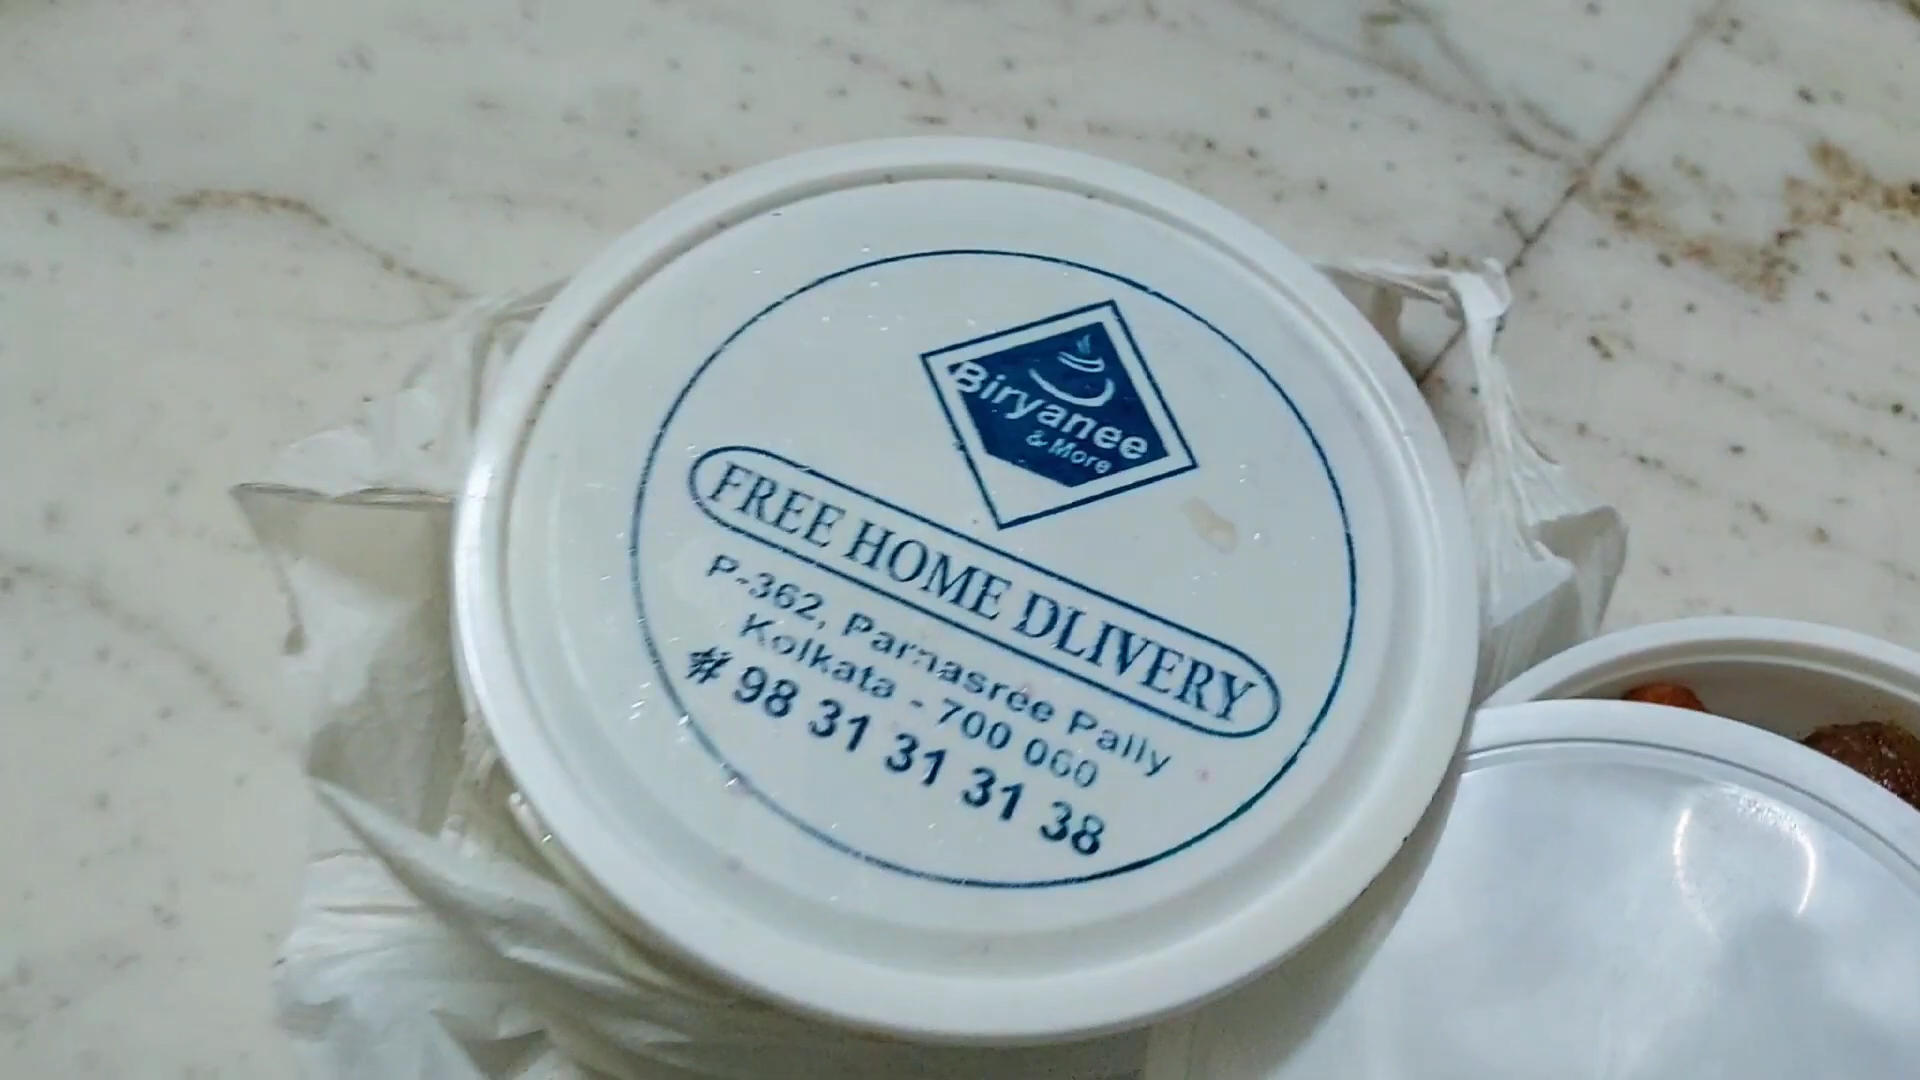 Biryanee
& More
FREE HOME DLIVERY
P-362, Parnasree Pally
Kolkata - 700 060
# 98 31 31 31 38